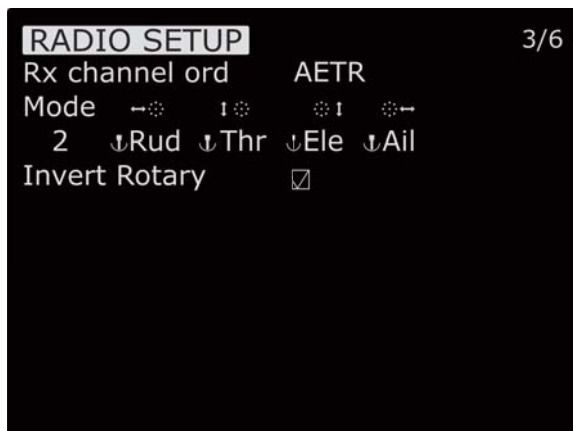 RADIO SETUP 3/6
Rx channel ord AETR
Mode
2 Rud Thr Ele Ail
Invert Rotary